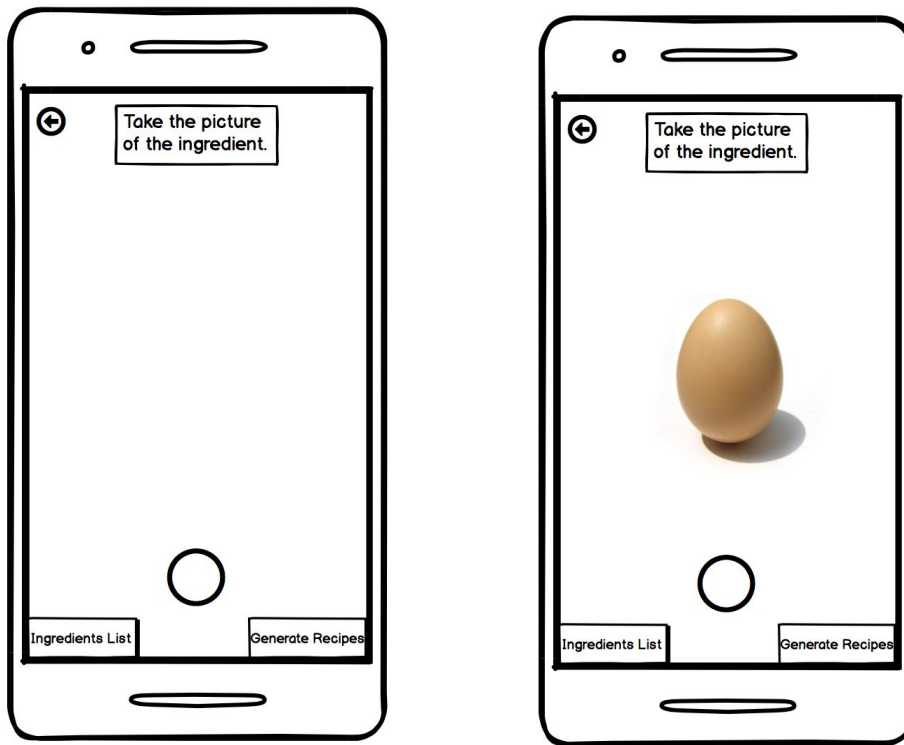 Take the picture
of the ingredient.
Ingredients List
Generate Recipes
Take the picture
of the ingredient.
Ingredients List
Generate Recipes